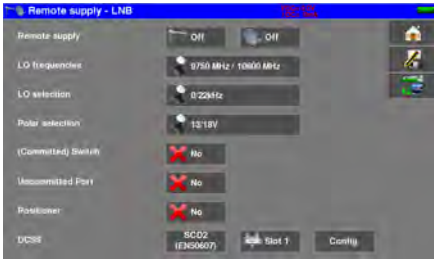 Remote supply - LNB
Remote supply Off Off
LO frequencies 9750 MHz / 10600 MHz
LO selection 0/22kHz
Polar selection 13/18V
(Committed) Switch No
Uncommitted Port No
Positioner No
DCSS SCD2 (EN50607) Slot 1 Config